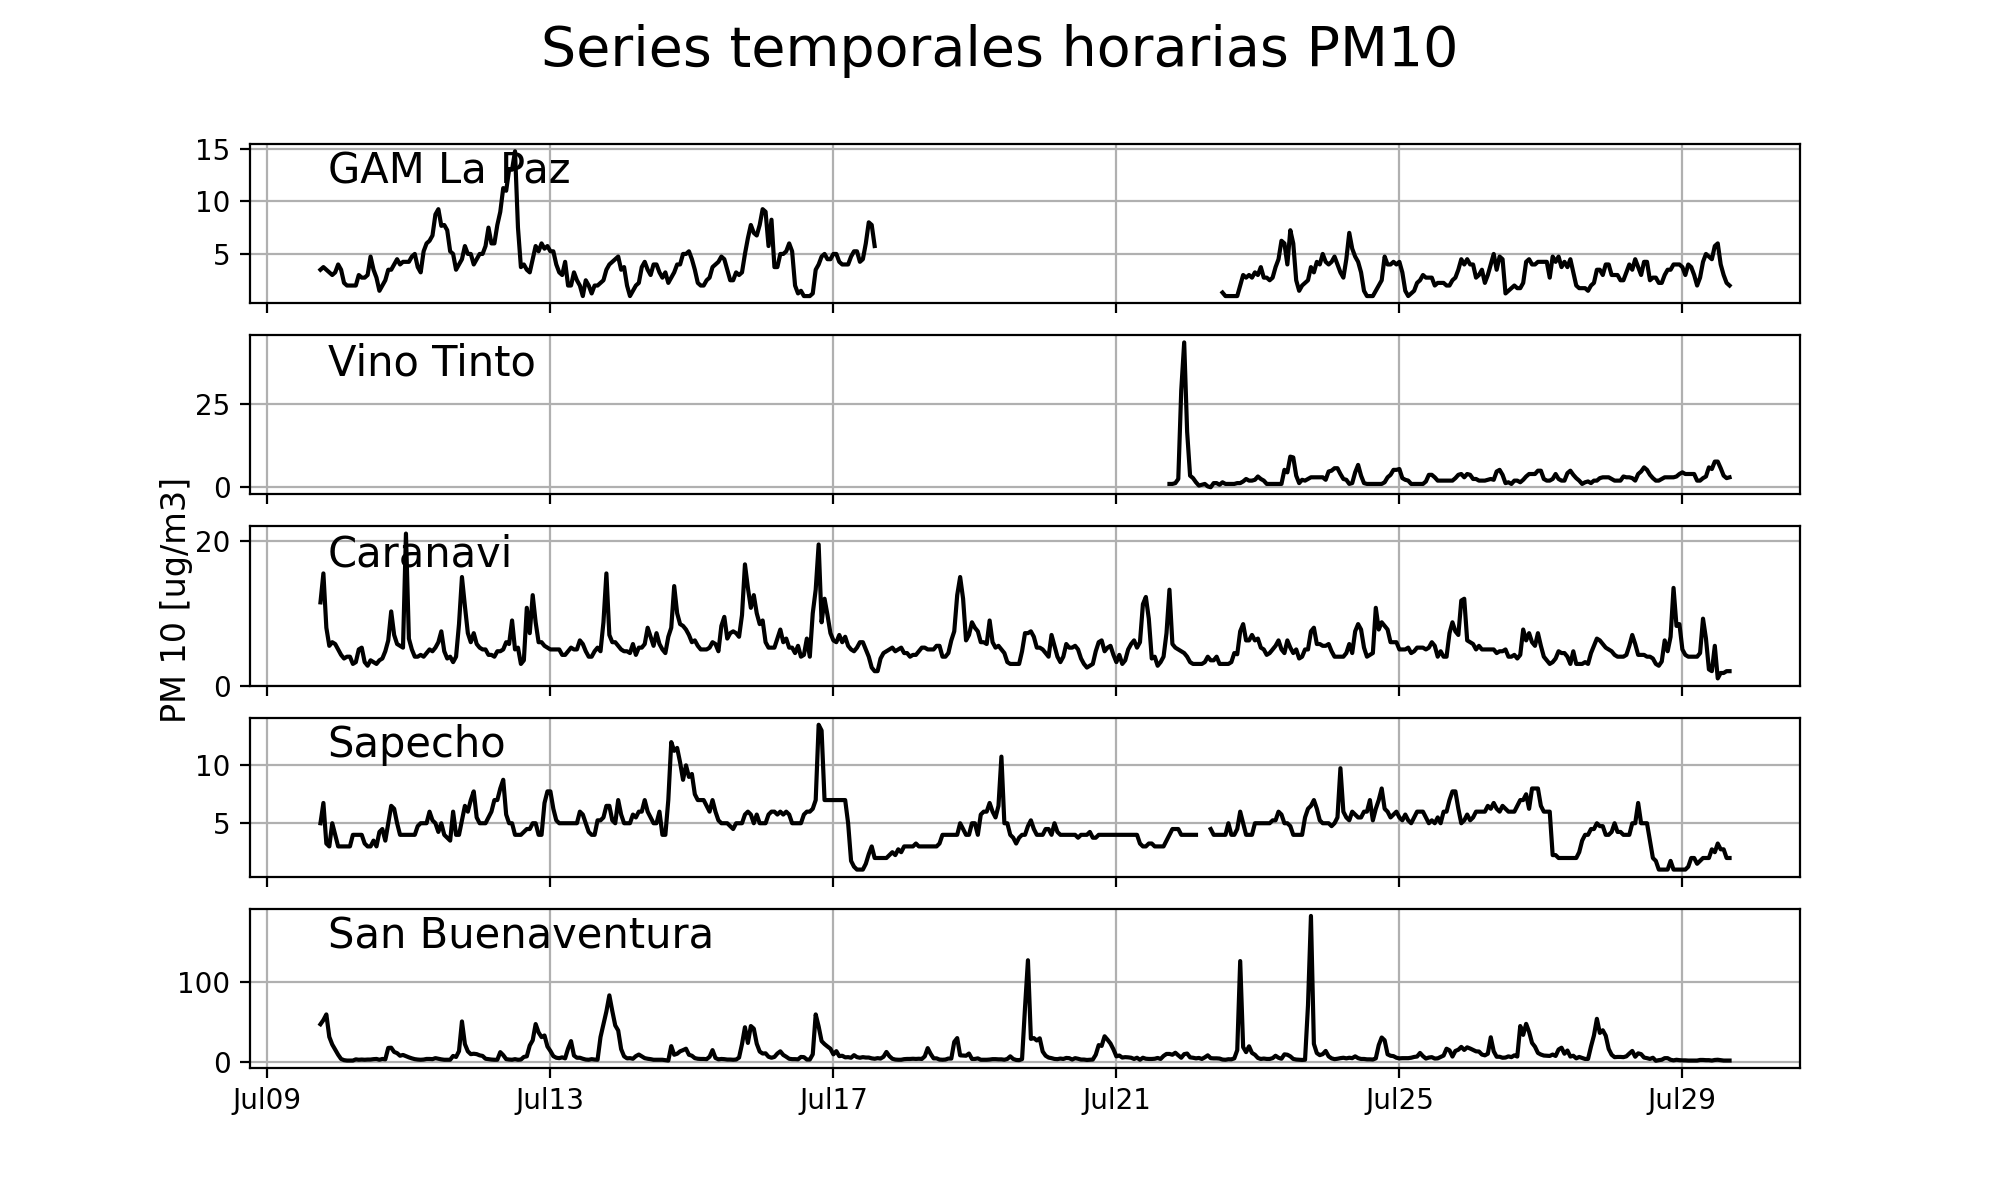 Series temporales horarias PM10
PM 10 [ug/m3]
GAM La Paz
15
10
5
Vino Tinto
25
0
Caranavi
20
0
Sapecho
10
5
San Buenaventura
100
0
Jul09 Jul13 Jul17 Jul21 Jul25 Jul29